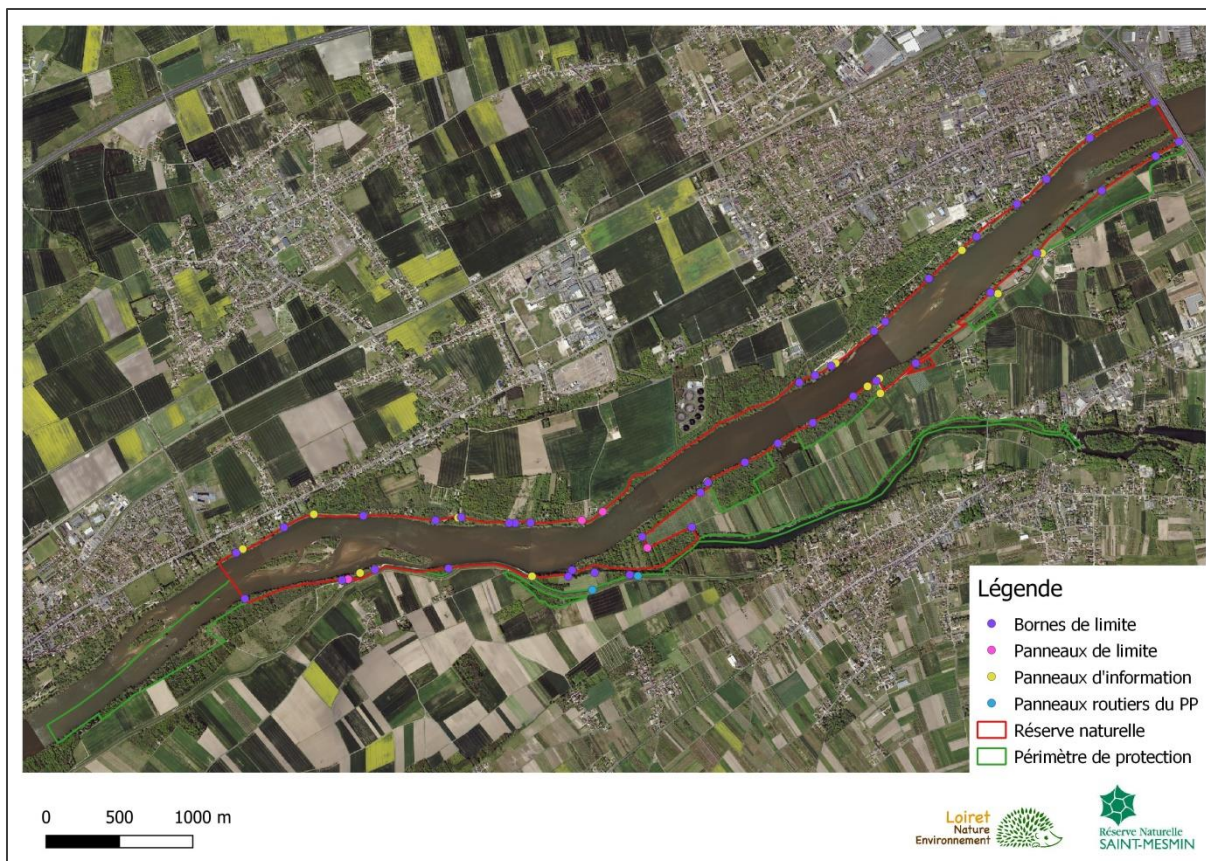 Légende
Bornes de limite
Panneaux de limite
Panneaux d'information
Panneaux routiers du PP
Réserve naturelle
Périmètre de protection
0 500 1000 m
Loiret
Nature
Environnement
Réserve Naturelle
SAINT-MESMIN